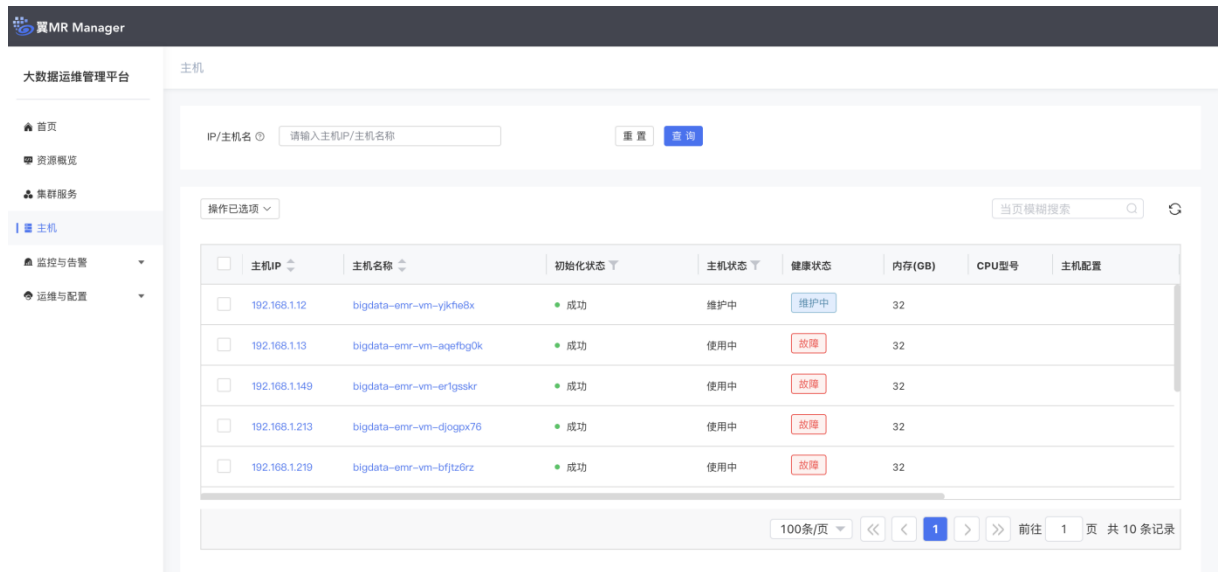 翼MR Manager
大数据运维管理平台
主机
首页
资源概览
集群服务
主机
监控与告警
运维与配置
IP/主机名 请输入主机IP/主机名称 重置 查询
操作已选项 当页模糊搜索
主机IP 主机名称 初始化状态 主机状态 健康状态 内存(GB) CPU型号 主机配置
192.168.1.12 bigdata-emr-vm-yjkfie8x 成功 维护中 维护中 32
192.168.1.13 bigdata-emr-vm-aqefbg0k 成功 使用中 故障 32
192.168.1.149 bigdata-emr-vm-er1gsskr 成功 使用中 故障 32
192.168.1.213 bigdata-emr-vm-djogpx76 成功 使用中 故障 32
192.168.1.219 bigdata-emr-vm-bfjtz6rz 成功 使用中 故障 32
100条/页 1 前往 1 页 共 10 条记录